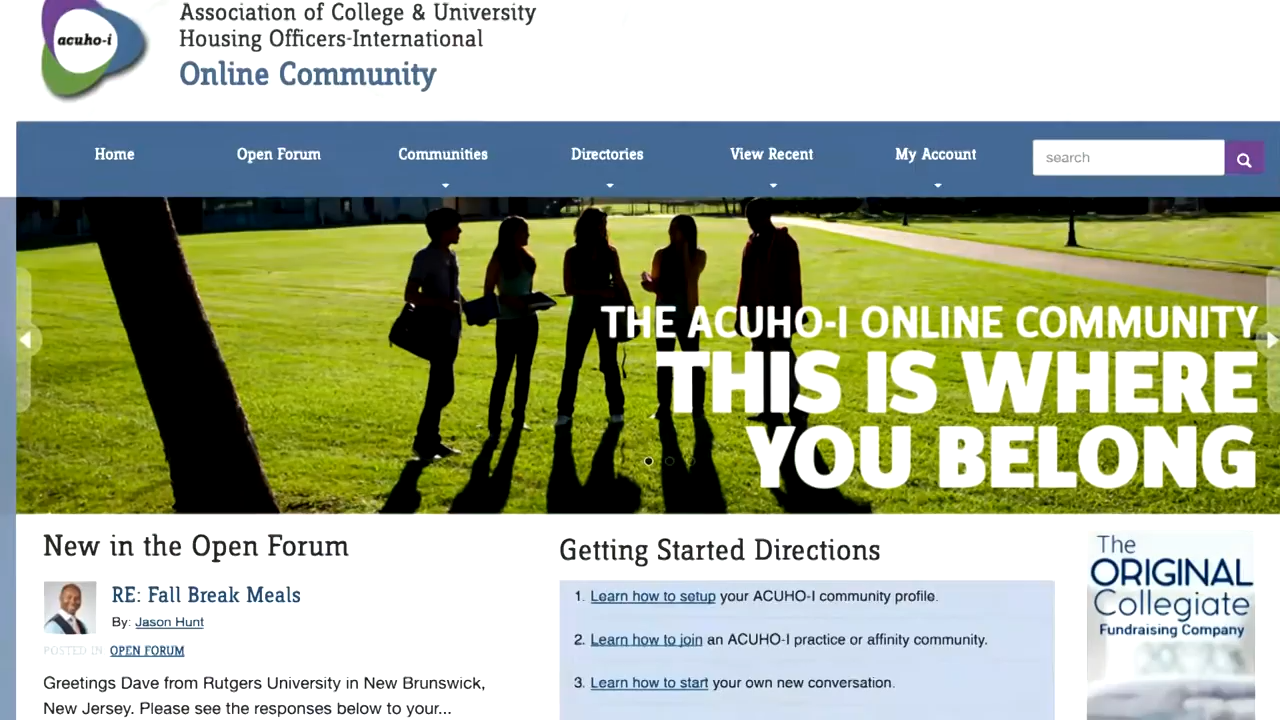 acuho-i
Association of College & University
Housing Officers-International
Online Community
Home
Open Forum
Communities
Directories
View Recent
My Account
search
THE ACUHO-I ONLINE COMMUNITY
THIS IS WHERE
YOU BELONG
New in the Open Forum
RE: Fall Break Meals
By: Jason Hunt
POSTED IN: OPEN FORUM
Greetings Dave from Rutgers University in New Brunswick,
New Jersey. Please see the responses below to your...
Getting Started Directions
1. Learn how to setup your ACUHO-I community profile.
2. Learn how to join an ACUHO-I practice or affinity community.
3. Learn how to start your own new conversation.
The
ORIGINAL
Collegiate
Fundraising Company